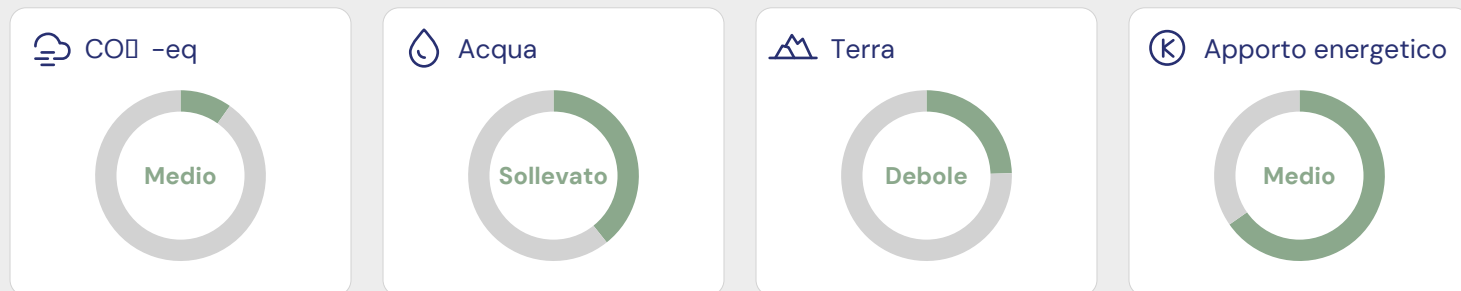 CO▯ -eq
Medio
Acqua
Sollevato
Terra
Debole
Apporto energetico
Medio